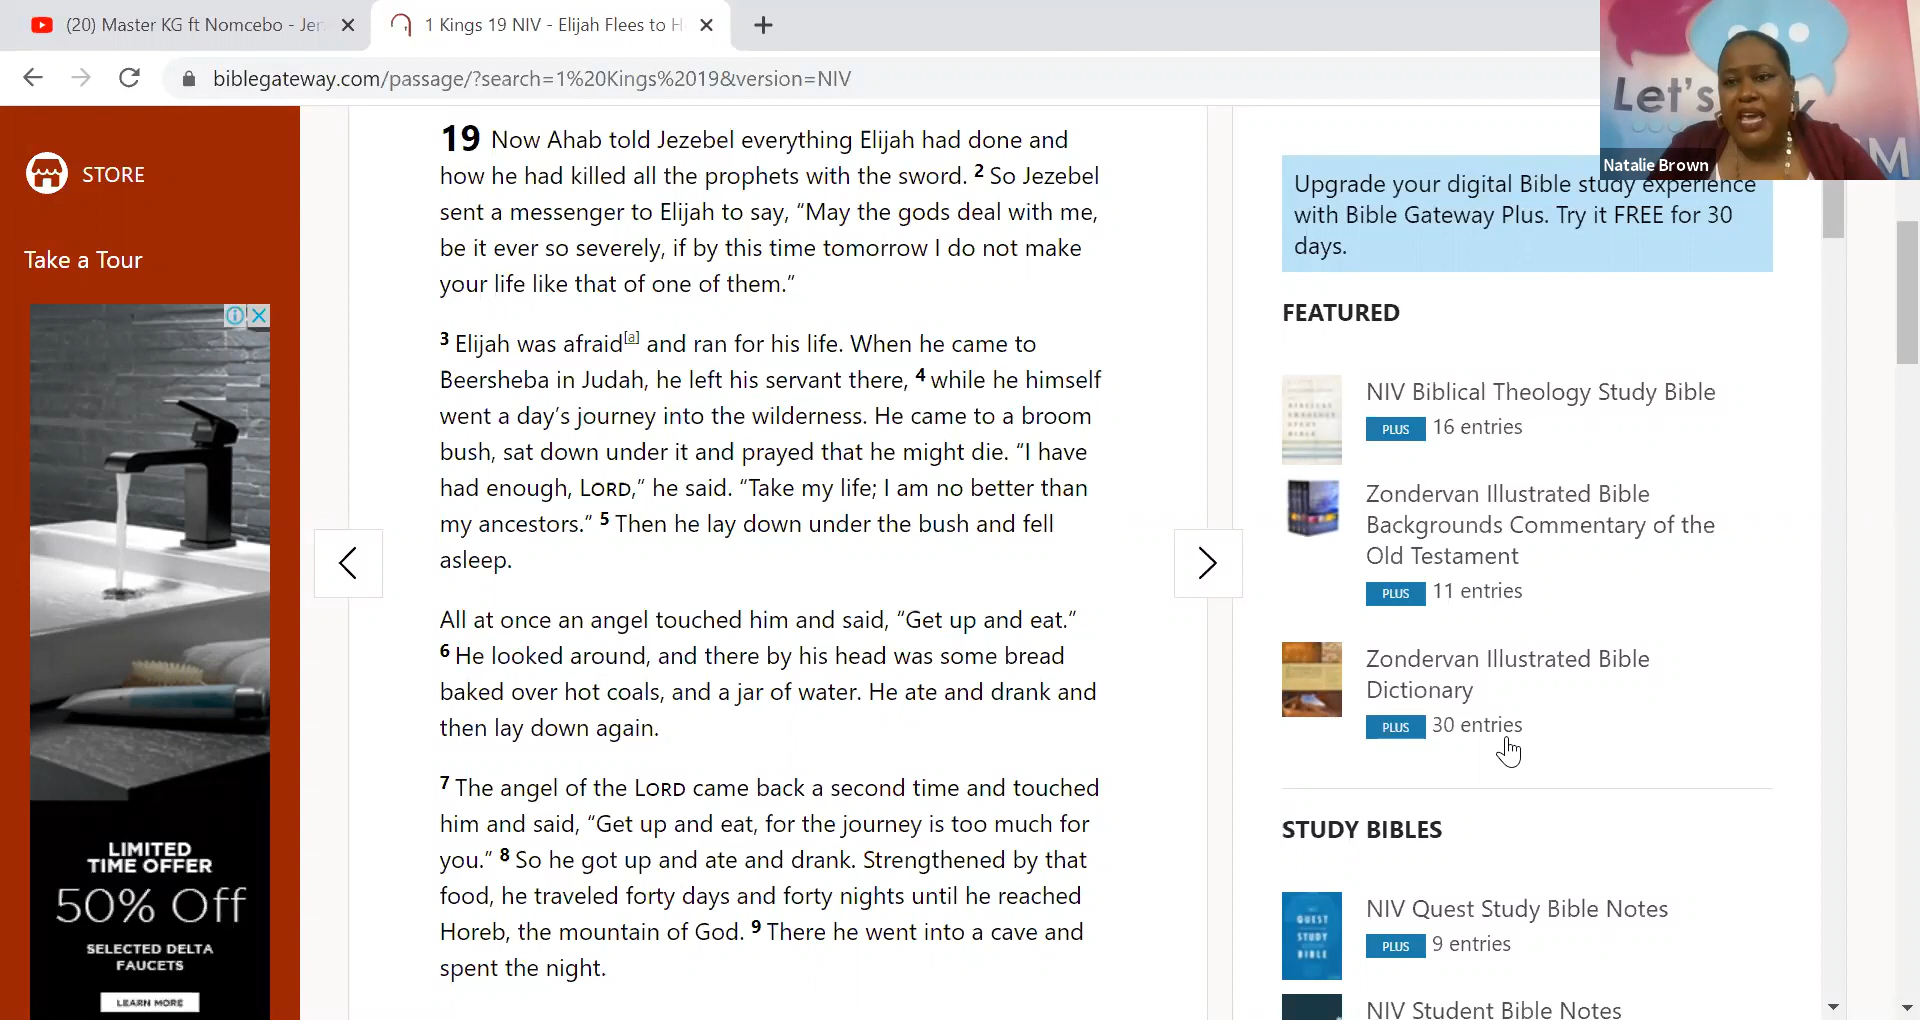 (20) Master KG ft Nomcebo - Jer
1 Kings 19 NIV - Elijah Flees to H
biblegateway.com/passage/?search=1%20Kings%2019&version=NIV
Let's
M
Natalie Brown
STORE
Take a Tour
LIMITED
TIME OFFER
50% Off
SELECTED DELTA
FAUCETS
LEARN MORE
19 Now Ahab told Jezebel everything Elijah had done and
how he had killed all the prophets with the sword. 2 So Jezebel
sent a messenger to Elijah to say, “May the gods deal with me,
be it ever so severely, if by this time tomorrow I do not make
your life like that of one of them.”
3 Elijah was afraid[a] and ran for his life. When he came to
Beersheba in Judah, he left his servant there, 4 while he himself
went a day’s journey into the wilderness. He came to a broom
bush, sat down under it and prayed that he might die. “I have
had enough, LORD,” he said. “Take my life; I am no better than
my ancestors.” 5 Then he lay down under the bush and fell
asleep.
All at once an angel touched him and said, “Get up and eat.”
6 He looked around, and there by his head was some bread
baked over hot coals, and a jar of water. He ate and drank and
then lay down again.
7 The angel of the LORD came back a second time and touched
him and said, “Get up and eat, for the journey is too much for
you.” 8 So he got up and ate and drank. Strengthened by that
food, he traveled forty days and forty nights until he reached
Horeb, the mountain of God. 9 There he went into a cave and
spent the night.
Upgrade your digital Bible study experience
with Bible Gateway Plus. Try it FREE for 30
days.
FEATURED
NIV Biblical Theology Study Bible
PLUS 16 entries
Zondervan Illustrated Bible
Backgrounds Commentary of the
Old Testament
PLUS 11 entries
Zondervan Illustrated Bible
Dictionary
PLUS 30 entries
STUDY BIBLES
QUEST
STUDY
BIBLE
NIV Quest Study Bible Notes
PLUS 9 entries
NIV Student Bible Notes